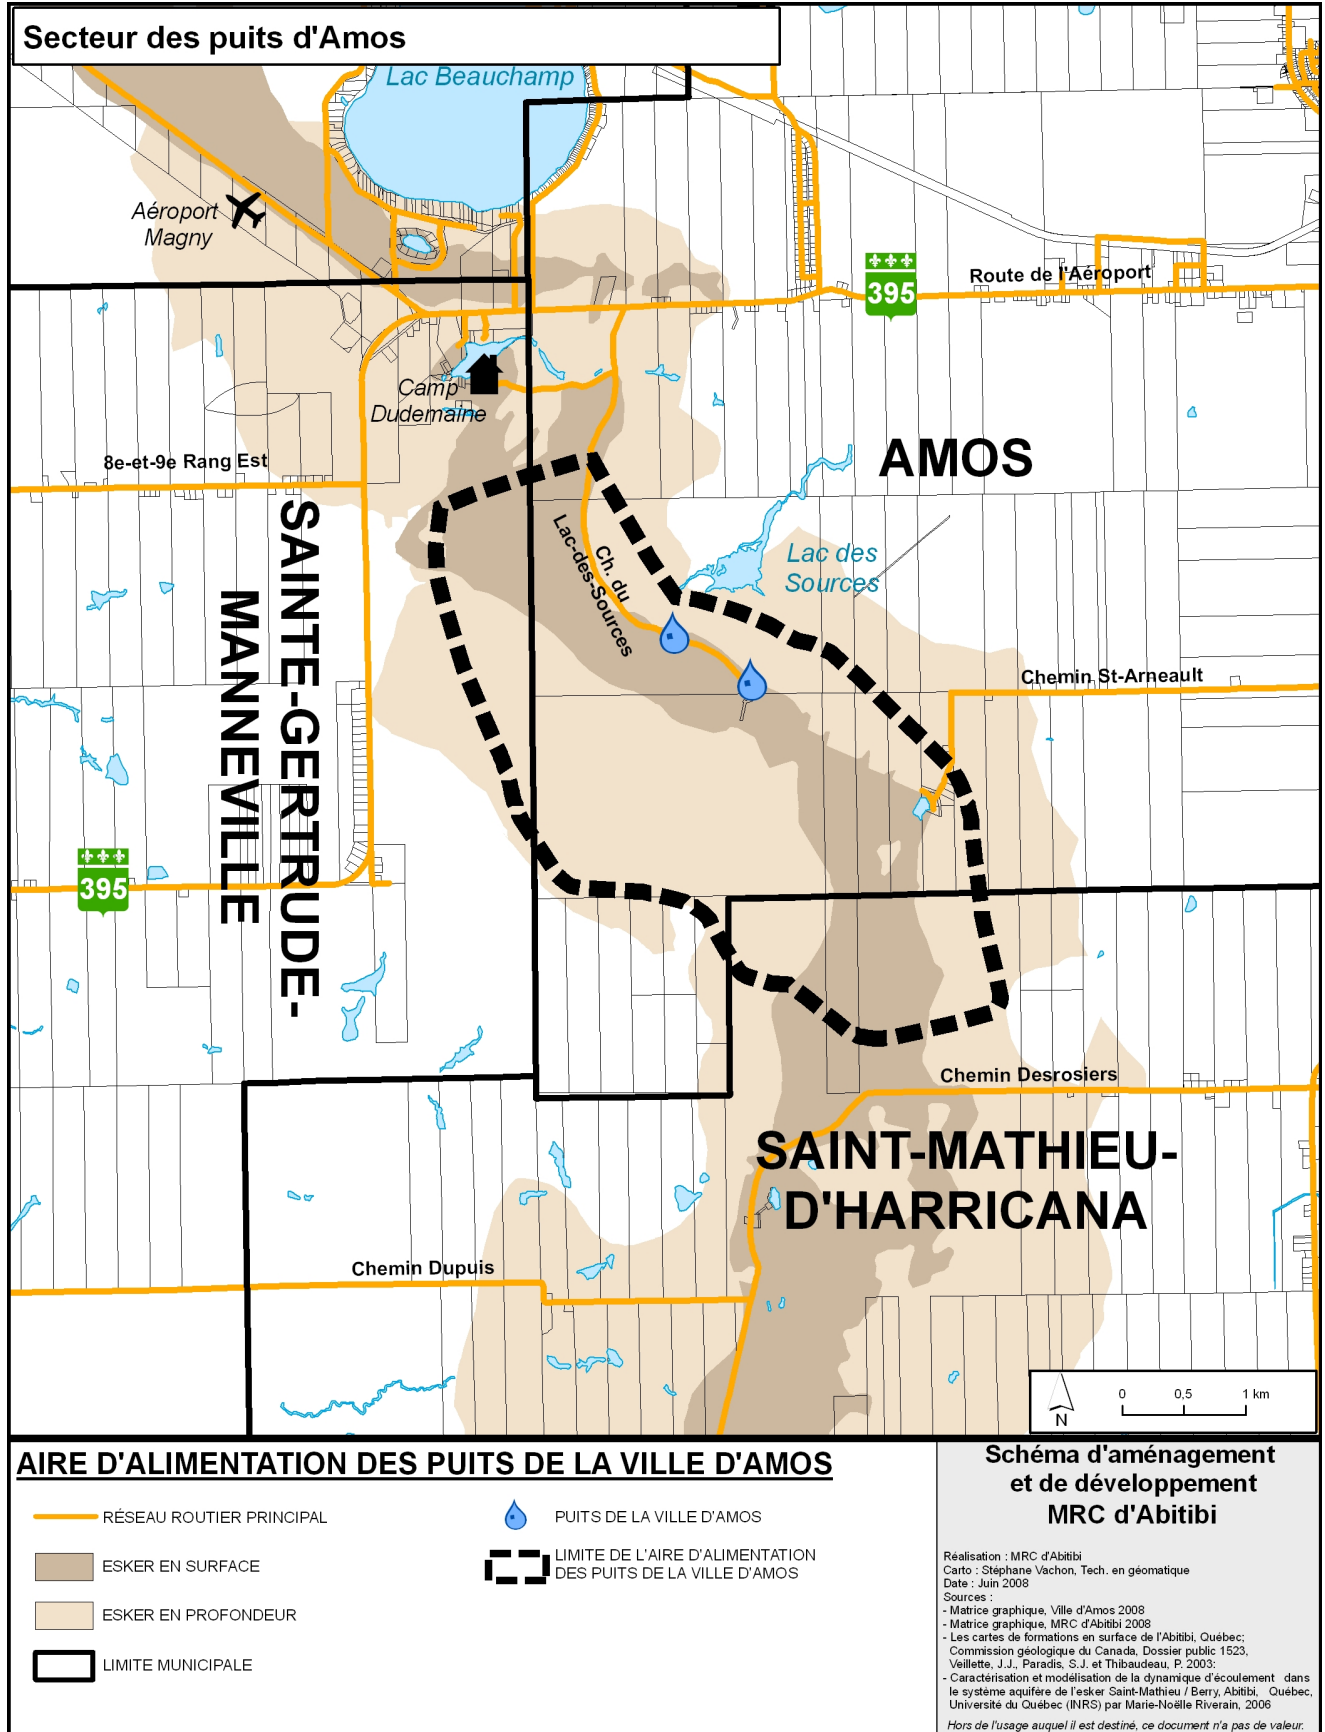 Secteur des puits d'Amos
Lac Beauchamp
Aéroport
Magny
Route de l'Aéroport
395
Camp
Dudemaine
8e-et-9e Rang Est
AMOS
SAINTE-GERTRUDE-
MANNEVILLE
Ch. du
Lac-des-Sources
Lac des
Sources
Chemin St-Arneault
395
Chemin Desrosiers
SAINT-MATHIEU-
D'HARRICANA
Chemin Dupuis
N
0 0,5 1 km
AIRE D'ALIMENTATION DES PUITS DE LA VILLE D'AMOS
RÉSEAU ROUTIER PRINCIPAL
ESKER EN SURFACE
ESKER EN PROFONDEUR
LIMITE MUNICIPALE
PUITS DE LA VILLE D'AMOS
LIMITE DE L'AIRE D'ALIMENTATION
DES PUITS DE LA VILLE D'AMOS
Schéma d'aménagement
et de développement
MRC d'Abitibi
Réalisation : MRC d'Abitibi
Carto : Stéphane Vachon, Tech. en géomatique
Date : Juin 2008
Sources :
- Matrice graphique, Ville d'Amos 2008
- Matrice graphique, MRC d'Abitibi 2008
- Les cartes de formations en surface de l'Abitibi, Québec;
Commission géologique du Canada, Dossier public 1523,
Veillette, J.J., Paradis, S.J. et Thibaudeau, P. 2003:
- Caractérisation et modélisation de la dynamique d'écoulement dans
le système aquifère de l'esker Saint-Mathieu / Berry, Abitibi, Québec,
Université du Québec (INRS) par Marie-Noëlle Riverain, 2006
Hors de l'usage auquel il est destiné, ce document n'a pas de valeur.